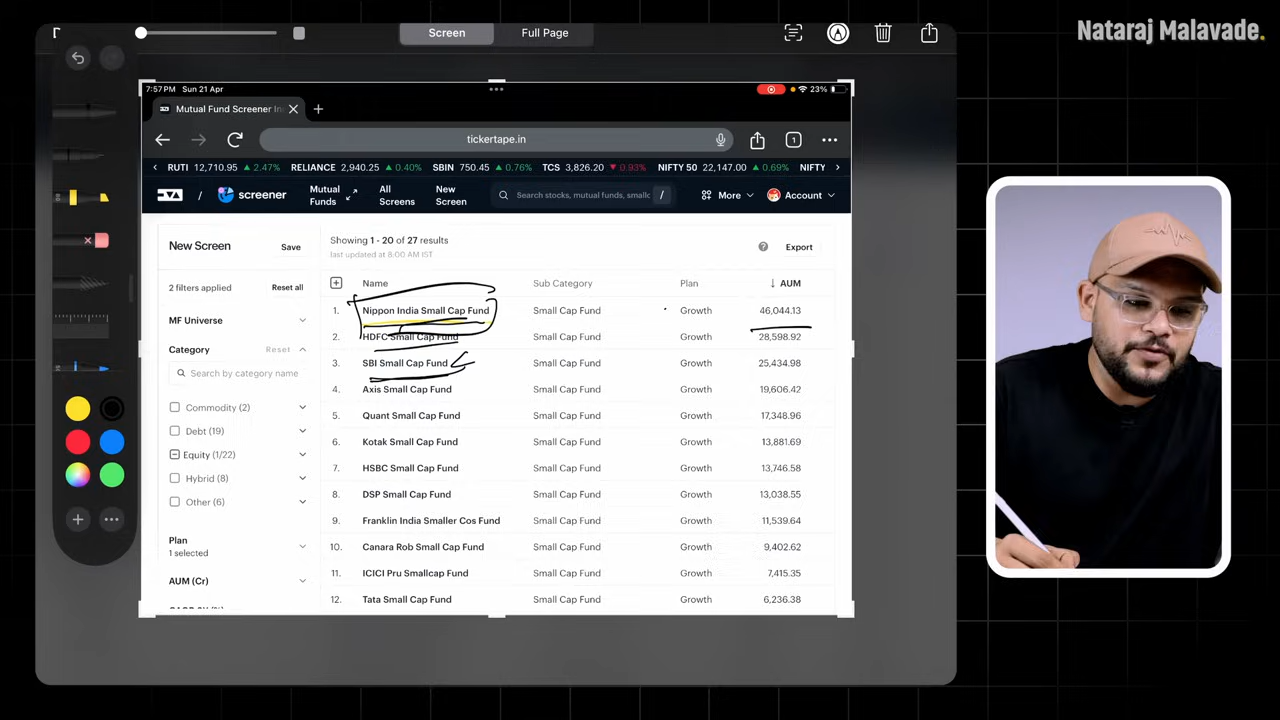 Nataraj Malavade.
Screen Full Page
7:57 PM Sun 21 Apr 23%
Mutual Fund Screener In
tickertape.in
RUTI 12,710.95 2.47% RELIANCE 2,940.25 0.40% SBIN 750.45 0.76% TCS 3,826.20 0.93% NIFTY 50 22,147.00 0.69% NIFTY
/ screener Mutual Funds All Screens New Screen Search stocks, mutual funds, smallc / More Account
New Screen Save Showing 1 - 20 of 27 results Export
last updated at 8:00 AM IST
2 filters applied Reset all Name Sub Category Plan ↓ AUM
1. Nippon India Small Cap Fund Small Cap Fund Growth 46,044.13
MF Universe
2. HDFC Small Cap Fund Small Cap Fund Growth 28,598.92
Category Reset
3. SBI Small Cap Fund Small Cap Fund Growth 25,434.98
Search by category name
4. Axis Small Cap Fund Small Cap Fund Growth 19,606.42
Commodity (2)
5. Quant Small Cap Fund Small Cap Fund Growth 17,348.96
Debt (19)
6. Kotak Small Cap Fund Small Cap Fund Growth 13,881.69
Equity (1/22)
7. HSBC Small Cap Fund Small Cap Fund Growth 13,746.58
Hybrid (8)
8. DSP Small Cap Fund Small Cap Fund Growth 13,038.55
Other (6)
9. Franklin India Smaller Cos Fund Small Cap Fund Growth 11,539.64
Plan
1 selected
10. Canara Rob Small Cap Fund Small Cap Fund Growth 9,402.62
11. ICICI Pru Smallcap Fund Small Cap Fund Growth 7,415.35
AUM (Cr)
12. Tata Small Cap Fund Small Cap Fund Growth 6,236.38